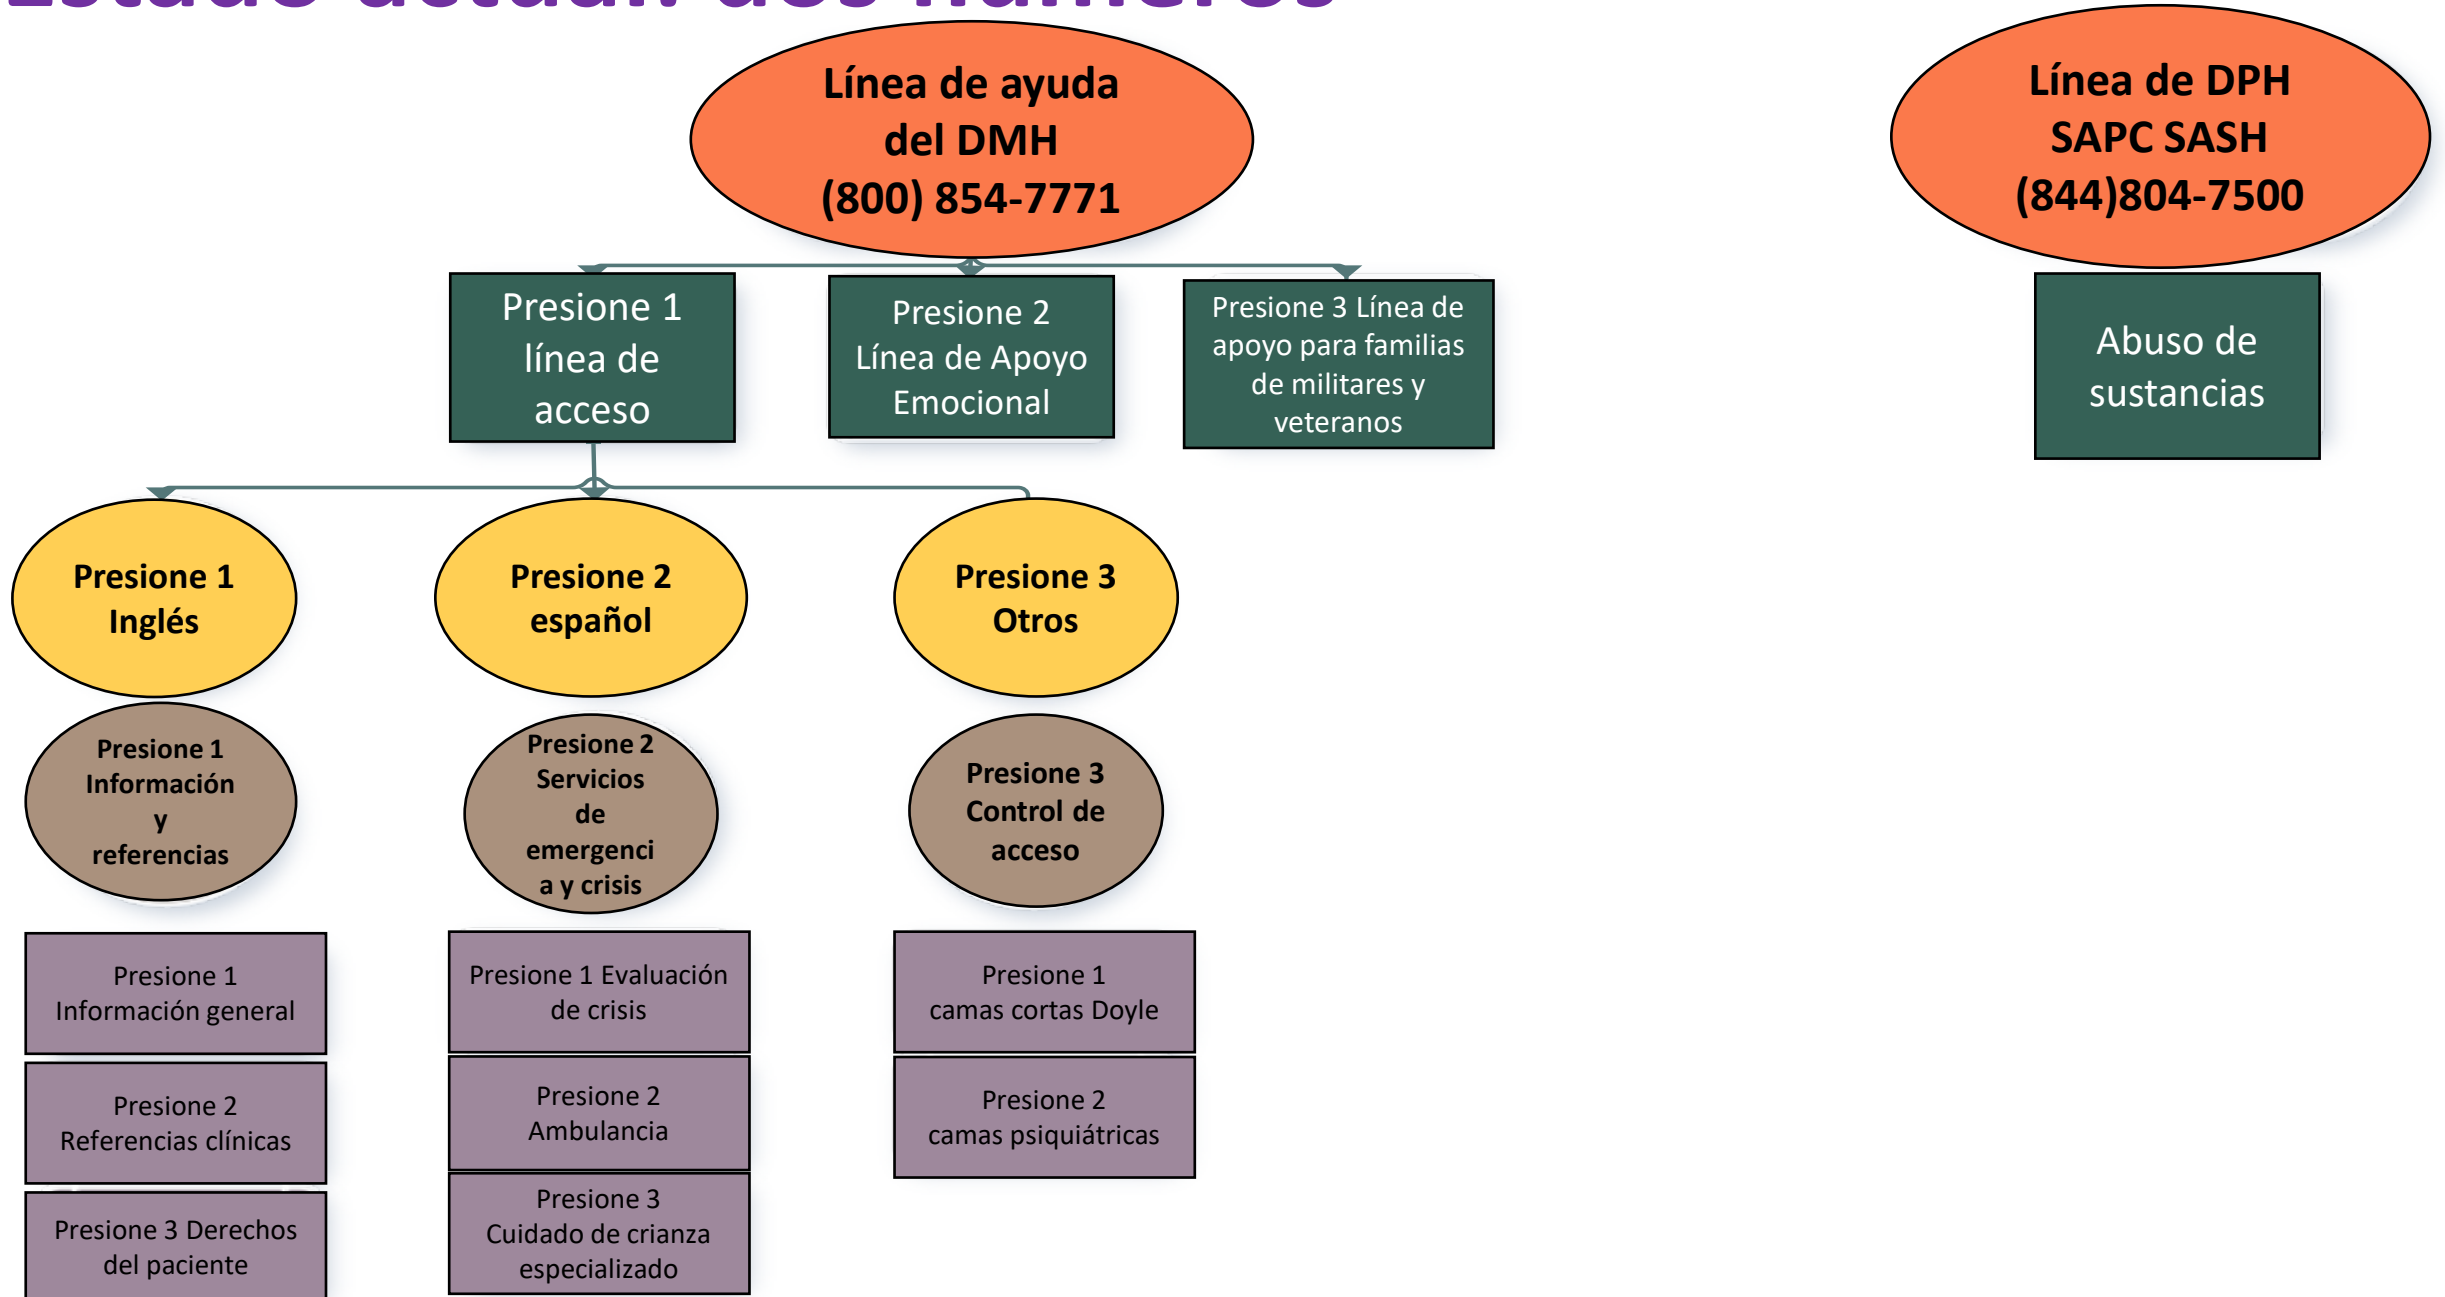 Estado actual: dos números
Línea de ayuda
del DMH
(800) 854-7771
Línea de DPH
SAPC SASH
(844)804-7500
Presione 1
línea de
acceso
Presione 2
Línea de Apoyo
Emocional
Presione 3 Línea de
apoyo para familias
de militares y
veteranos
Abuso de
sustancias
Presione 1
Inglés
Presione 2
español
Presione 3
Otros
Presione 1
Información
y
referencias
Presione 2
Servicios
de
emergenci
a y crisis
Presione 3
Control de
acceso
Presione 1
Información general
Presione 2
Referencias clínicas
Presione 3 Derechos
del paciente
Presione 1 Evaluación
de crisis
Presione 2
Ambulancia
Presione 3
Cuidado de crianza
especializado
Presione 1
camas cortas Doyle
Presione 2
camas psiquiátricas